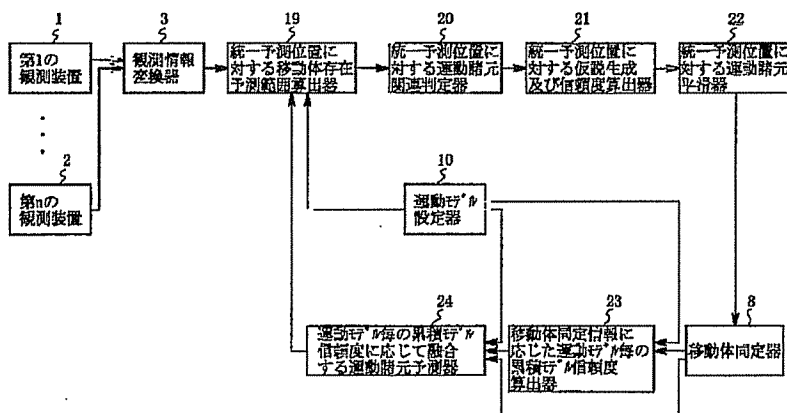 1
第1の
観測装置
2
第nの
観測装置
3
観測情報
変換器
19
統一予測位置に
対する移動体存在
予測範囲算出器
20
統一予測位置に
対する運動諸元
関連判定器
21
統一予測位置に
対する仮説生成
及び信頼度算出器
22
統一予測位置に
対する運動諸元
平滑器
10
運動ﾓﾃﾞﾙ
設定器
24
運動ﾓﾃﾞﾙ毎の累積モデル
信頼度に応じて融合
する運動諸元予測器
23
移動体同定情報に
応じた運動ﾓﾃﾞﾙ毎の
累積モデル信頼度
算出器
8
移動体同定器